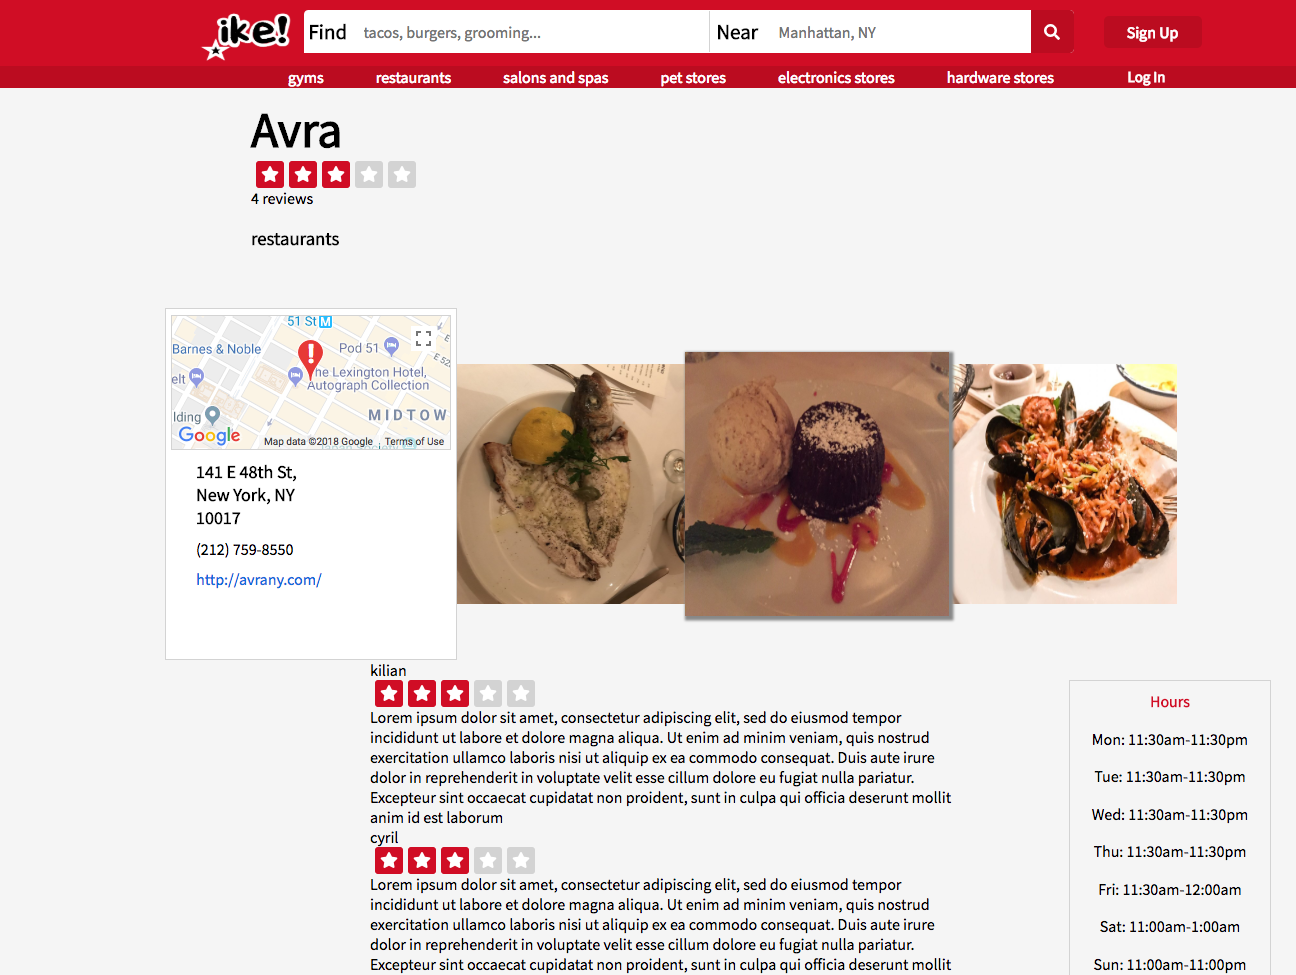 ike!
Find tacos, burgers, grooming...
Near Manhattan, NY
Sign Up
gyms
restaurants
salons and spas
pet stores
electronics stores
hardware stores
Log In
Avra
4 reviews
restaurants
51 St M
Barnes & Noble
Pod 51
E 52
elt
The Lexington Hotel,
Autograph Collection
lding
MIDTOW
Google
Map data ©2018 Google
Terms of Use
141 E 48th St,
New York, NY
10017
(212) 759-8550
http://avrany.com/
kilian
Lorem ipsum dolor sit amet, consectetur adipiscing elit, sed do eiusmod tempor
incididunt ut labore et dolore magna aliqua. Ut enim ad minim veniam, quis nostrud
exercitation ullamco laboris nisi ut aliquip ex ea commodo consequat. Duis aute irure
dolor in reprehenderit in voluptate velit esse cillum dolore eu fugiat nulla pariatur.
Excepteur sint occaecat cupidatat non proident, sunt in culpa qui officia deserunt mollit
anim id est laborum
cyril
Lorem ipsum dolor sit amet, consectetur adipiscing elit, sed do eiusmod tempor
incididunt ut labore et dolore magna aliqua. Ut enim ad minim veniam, quis nostrud
exercitation ullamco laboris nisi ut aliquip ex ea commodo consequat. Duis aute irure
dolor in reprehenderit in voluptate velit esse cillum dolore eu fugiat nulla pariatur.
Excepteur sint occaecat cupidatat non proident, sunt in culpa qui officia deserunt mollit
Hours
Mon: 11:30am-11:30pm
Tue: 11:30am-11:30pm
Wed: 11:30am-11:30pm
Thu: 11:30am-11:30pm
Fri: 11:30am-12:00am
Sat: 11:00am-1:00am
Sun: 11:00am-11:00pm